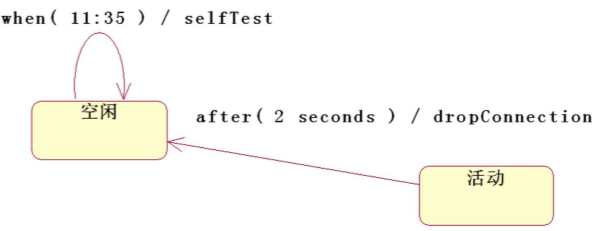 when( 11:35 ) / selfTest
空闲
after( 2 seconds ) / dropConnection
活动